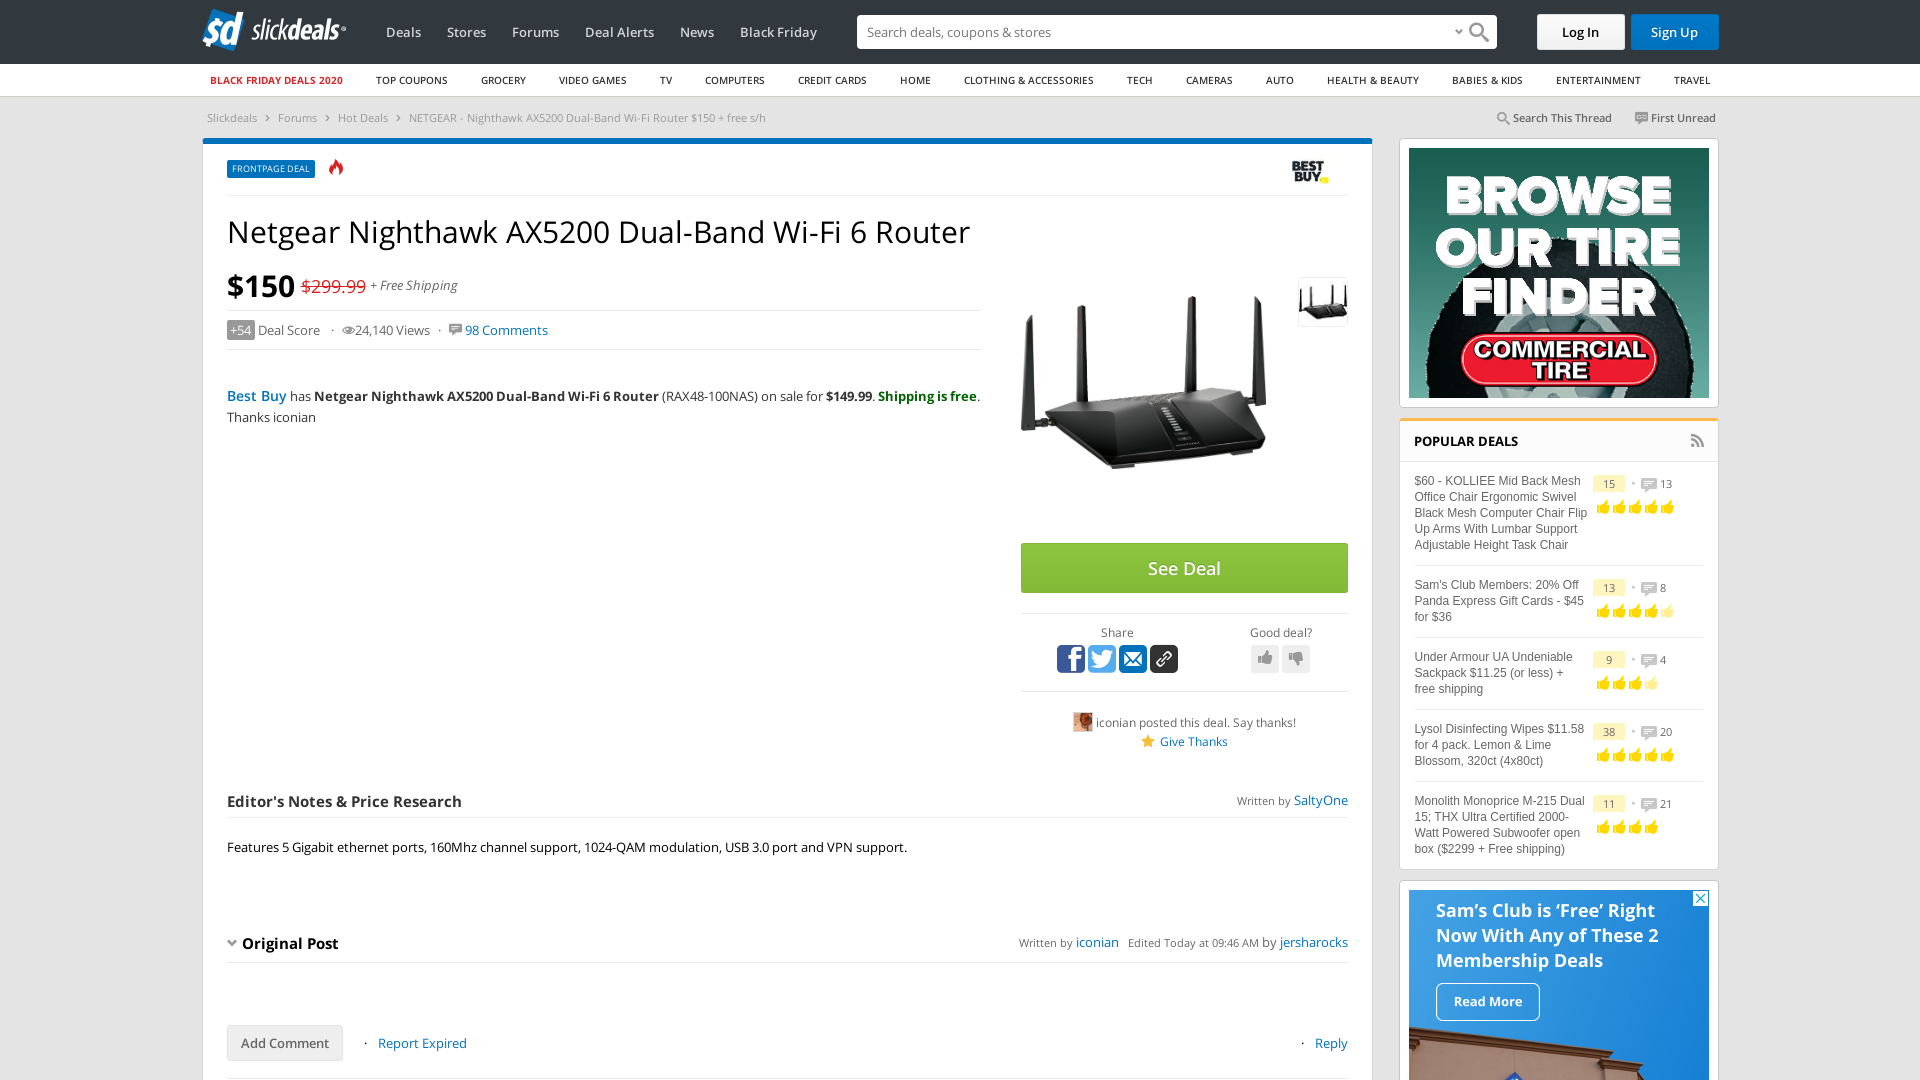 slickdeals
Deals
Stores
Forums
Deal Alerts
News
Black Friday
Search deals, coupons & stores
Log In
Sign Up
BLACK FRIDAY DEALS 2020
TOP COUPONS
GROCERY
VIDEO GAMES
TV
COMPUTERS
CREDIT CARDS
HOME
CLOTHING & ACCESSORIES
TECH
CAMERAS
AUTO
HEALTH & BEAUTY
BABIES & KIDS
ENTERTAINMENT
TRAVEL
Slickdeals > Forums > Hot Deals > NETGEAR - Nighthawk AX5200 Dual-Band Wi-Fi Router $150 + free s/h
Search This Thread
First Unread
FRONTPAGE DEAL
BEST
BUY
Netgear Nighthawk AX5200 Dual-Band Wi-Fi 6 Router
$150 $299.99 + Free Shipping
+54 Deal Score · 24,140 Views · 98 Comments
Best Buy has Netgear Nighthawk AX5200 Dual-Band Wi-Fi 6 Router (RAX48-100NAS) on sale for $149.99. Shipping is free.
Thanks iconian
See Deal
Share
Good deal?
iconian posted this deal. Say thanks!
Give Thanks
Editor's Notes & Price Research
Written by SaltyOne
Features 5 Gigabit ethernet ports, 160Mhz channel support, 1024-QAM modulation, USB 3.0 port and VPN support.
Original Post
Written by iconian Edited Today at 09:46 AM by jersharocks
Add Comment
· Report Expired
· Reply
BROWSE
OUR TIRE
FINDER
COMMERCIAL
TIRE
POPULAR DEALS
$60 - KOLLIEE Mid Back Mesh
Office Chair Ergonomic Swivel
Black Mesh Computer Chair Flip
Up Arms With Lumbar Support
Adjustable Height Task Chair
15 • 13
Sam's Club Members: 20% Off
Panda Express Gift Cards - $45
for $36
13 • 8
Under Armour UA Undeniable
Sackpack $11.25 (or less) +
free shipping
9 • 4
Lysol Disinfecting Wipes $11.58
for 4 pack. Lemon & Lime
Blossom, 320ct (4x80ct)
38 • 20
Monolith Monoprice M-215 Dual
15; THX Ultra Certified 2000-
Watt Powered Subwoofer open
box ($2299 + Free shipping)
11 • 21
Sam's Club is 'Free' Right
Now With Any of These 2
Membership Deals
Read More